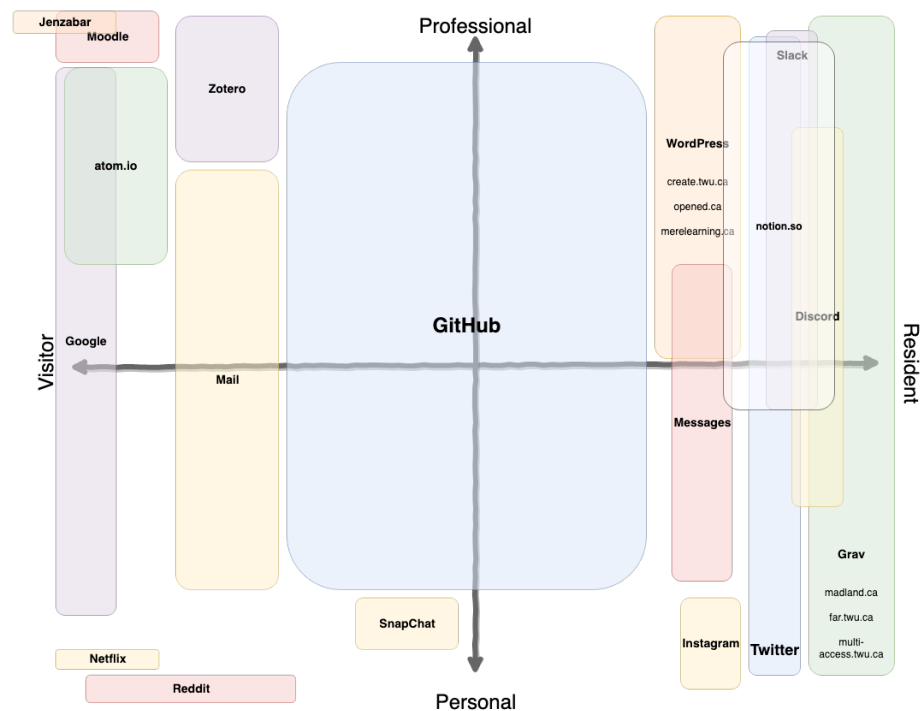 Jenzabar
Moodle
Professional
Slack
Zotero
WordPress
atom.io
create.twu.ca
opened.ca
notion.so
merelearning.ca
Discord
GitHub
Visitor
Google
Resident
Mail
Messages
Grav
madland.ca
far.twu.ca
SnapChat
Instagram
Twitter
multi-
access.twu.ca
Netflix
Reddit
Personal